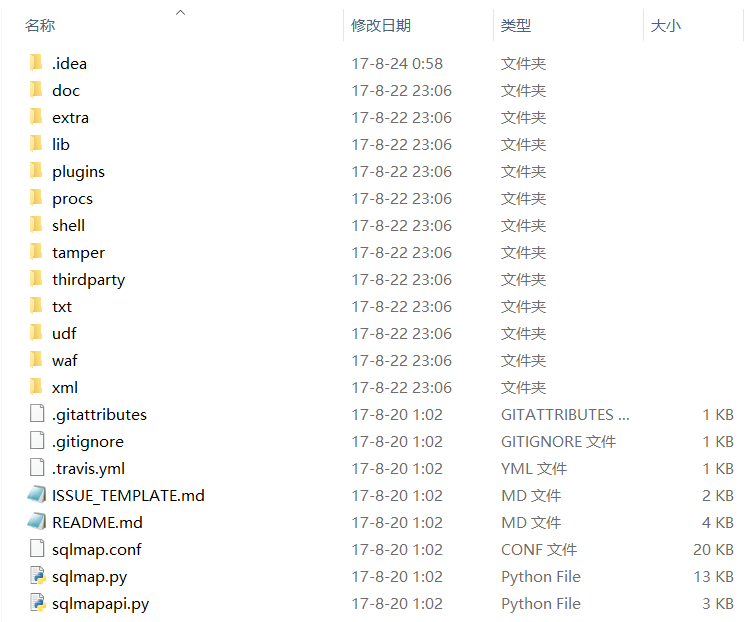 名称 修改日期 类型 大小
.idea 17-8-24 0:58 文件夹
doc 17-8-22 23:06 文件夹
extra 17-8-22 23:06 文件夹
lib 17-8-22 23:06 文件夹
plugins 17-8-22 23:06 文件夹
procs 17-8-22 23:06 文件夹
shell 17-8-22 23:06 文件夹
tamper 17-8-22 23:06 文件夹
thirdparty 17-8-22 23:06 文件夹
txt 17-8-22 23:06 文件夹
udf 17-8-22 23:06 文件夹
waf 17-8-22 23:06 文件夹
xml 17-8-22 23:06 文件夹
.gitattributes 17-8-20 1:02 GITATTRIBUTES ... 1 KB
.gitignore 17-8-20 1:02 GITIGNORE 文件 1 KB
.travis.yml 17-8-20 1:02 YML 文件 1 KB
ISSUE_TEMPLATE.md 17-8-20 1:02 MD 文件 2 KB
README.md 17-8-20 1:02 MD 文件 4 KB
sqlmap.conf 17-8-20 1:02 CONF 文件 20 KB
sqlmap.py 17-8-20 1:02 Python File 13 KB
sqlmapapi.py 17-8-20 1:02 Python File 3 KB